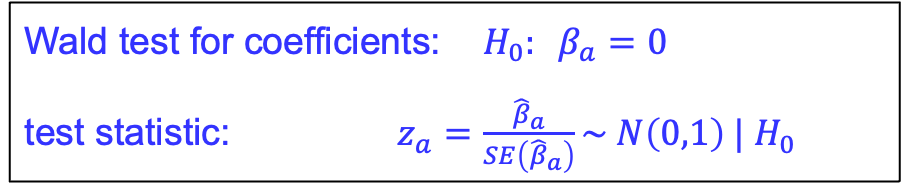 Wald test for coefficients: H₀: βₐ = 0
test statistic: zₐ = β̂ₐ / SE(β̂ₐ) ~ N(0,1) | H₀